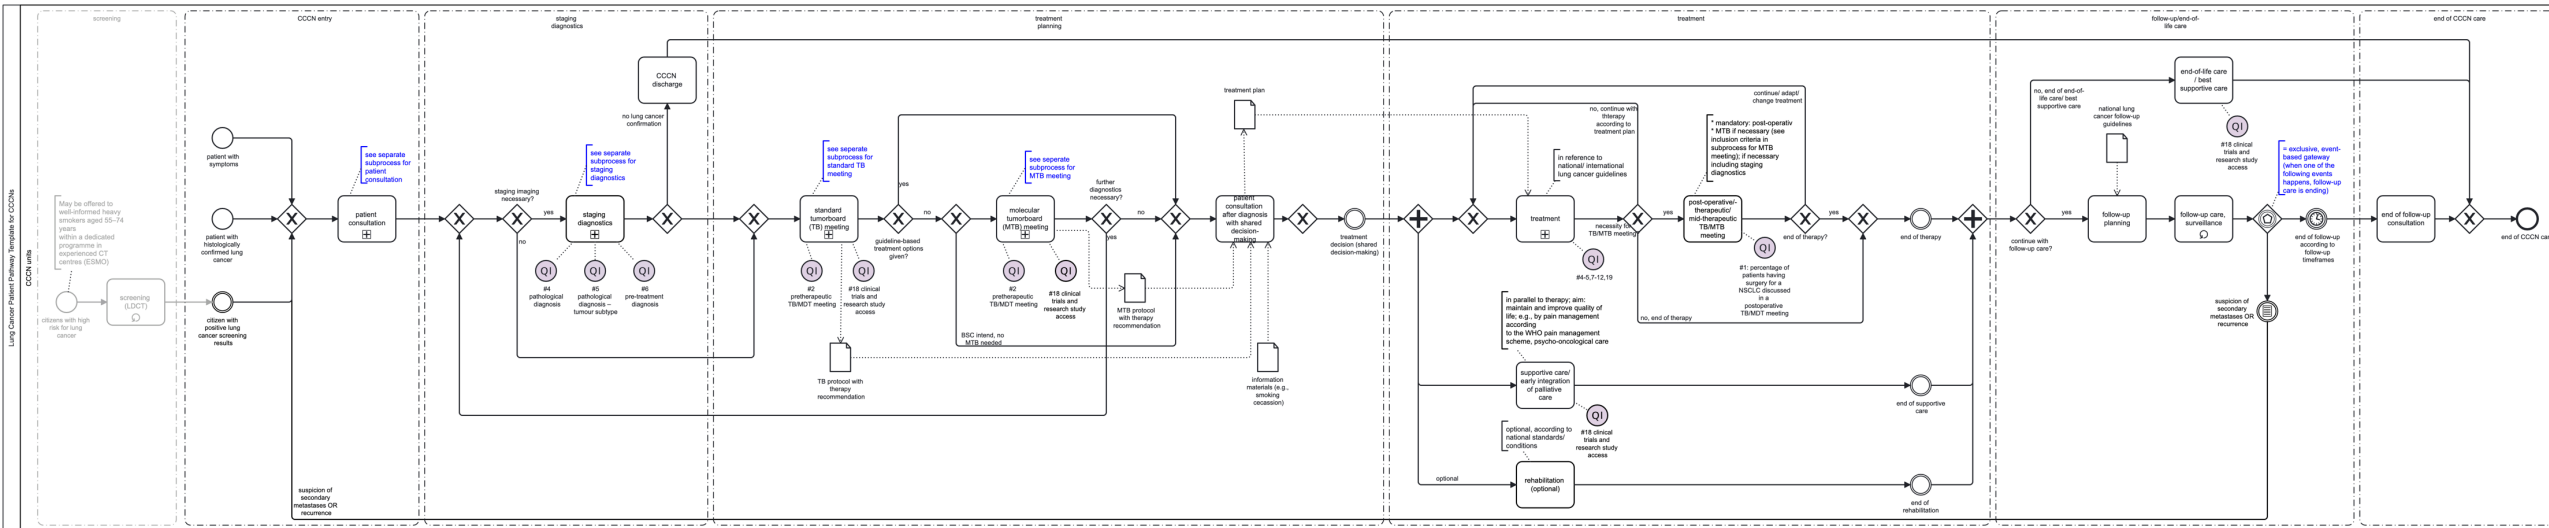 Lung Cancer Patient Pathway Template for CCCNs
CCCN units
screening
May be offered to
well-informed heavy
smokers aged 55–74
years
within a dedicated
programme in
experienced CT
centres (ESMO)
citizens with high
risk for lung
cancer
screening
(LDCT)
CCCN entry
patient with
symptoms
patient with
histologically
confirmed lung
cancer
citizen with
positive lung
cancer screening
results
see separate
subprocess for
patient
consultation
patient
consultation
suspicion of
secondary
metastases OR
recurrence
staging
diagnostics
CCCN
discharge
no lung cancer
confirmation
see separate
subprocess for
staging
diagnostics
staging imaging
necessary?
yes
no
staging
diagnostics
QI
#4
pathological
diagnosis
QI
#5
pathological
diagnosis –
tumour subtype
QI
#6
pre-treatment
diagnosis
treatment
planning
see seperate
subprocess for
standard TB
meeting
standard
tumorboard
(TB) meeting
QI
#2
pretherapeutic
TB/MDT meeting
QI
#18 clinical
trials and
research study
access
TB protocol with
therapy
recommendation
yes
no
guideline-based
treatment options
given?
BSC intend, no
MTB needed
see seperate
subprocess for
MTB meeting
molecular
tumorboard
(MTB) meeting
QI
#2
pretherapeutic
TB/MDT meeting
QI
#18 clinical
trials and
research study
access
further
diagnostics
necessary?
no
yes
MTB protocol
with therapy
recommendation
treatment plan
patient
consultation
after diagnosis
with shared
decision-
making
information
materials (e.g.,
smoking
cecassion)
treatment
decision (shared
decision-making)
treatment
continue/ adapt/
change treatment
no, continue with
thterapy
according to
treatment plan
in reference to
national/ international
lung cancer guidelines
treatment
QI
#4-5,7-12,19
necessity for
TB/MTB meeting
yes
* mandatory: post-operativ
* MTB if necessary (see
inclusion criteria in
subprocess for MTB
meeting); if necessary
including staging
diagnostics
post-operative/-
therapeutic/
mid-therapeutic
TB/MTB
meeting
QI
#1: percentage of
patients having
surgery for a
NSCLC discussed
in a
postoperative
TB/MDT meeting
end of therapy?
yes
no, end of therapy
end of therapy
in parallel to therapy; aim:
maintain and improve quality of
life; e.g., by pain management
according
to the WHO pain management
scheme, psycho-oncological care
supportive care/
early integration
of palliative
care
QI
#18 clinical
trials and
research study
access
end of supportive
care
optional, according to
national standards/
conditions
optional
rehabilitation
(optional)
end of
rehabilitation
follow-up/end-of-
life care
no, end of end-of-
life care/ best
supportive care
end-of-life care
/ best
supportive care
QI
#18 clinical
trials and
research study
access
national lung
cancer follow-up
guidelines
continue with
follow-up care?
yes
follow-up
planning
follow-up care,
surveillance
= exclusive, event-
based gateway
(when one of the
following events
happens, follow-up
care is ending)
end of follow-up
according to
follow-up
timeframes
suspicion of
secondary
metastases OR
recurrence
end of CCCN care
end of follow-up
consultation
end of CCCN car